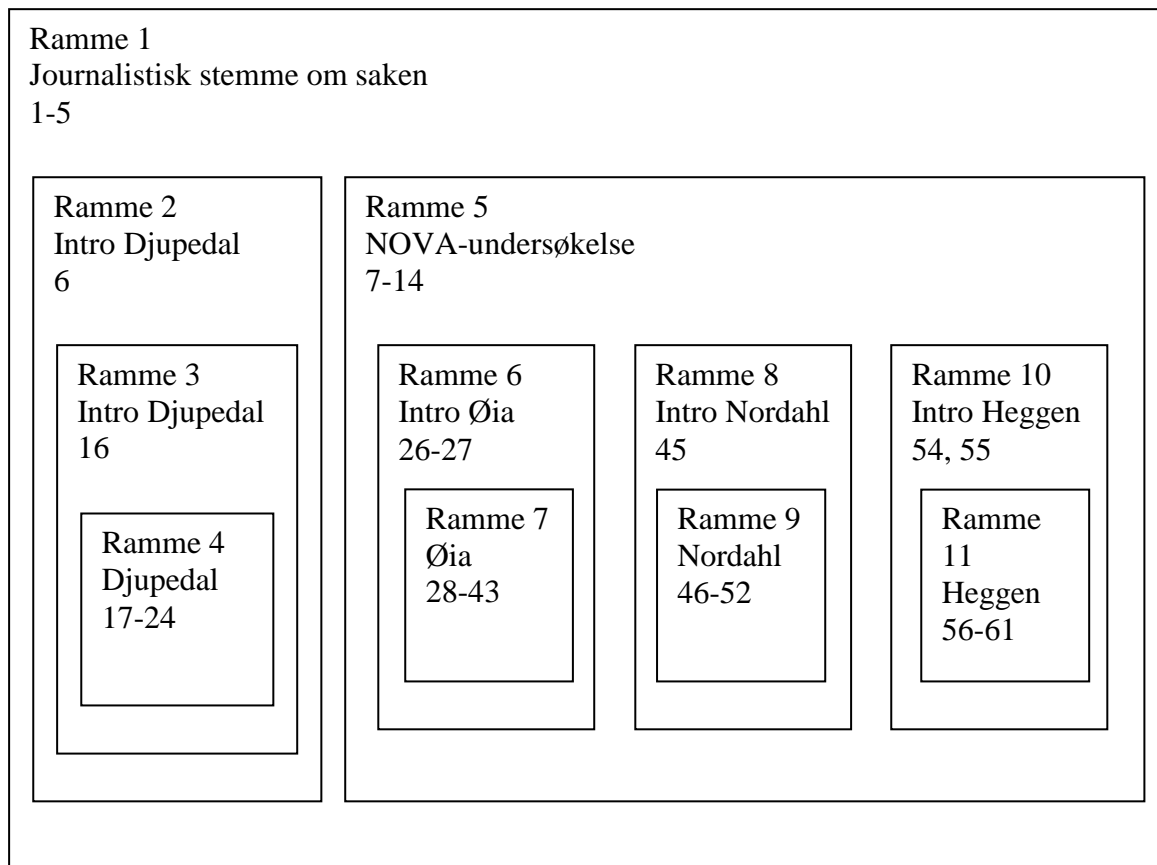 Ramme 1
Journalistisk stemme om saken
1-5
Ramme 2
Intro Djupedal
6
Ramme 3
Intro Djupedal
16
Ramme 4
Djupedal
17-24
Ramme 5
NOVA-undersøkelse
7-14
Ramme 6
Intro Øia
26-27
Ramme 7
Øia
28-43
Ramme 8
Intro Nordahl
45
Ramme 9
Nordahl
46-52
Ramme 10
Intro Heggen
54, 55
Ramme
11
Heggen
56-61